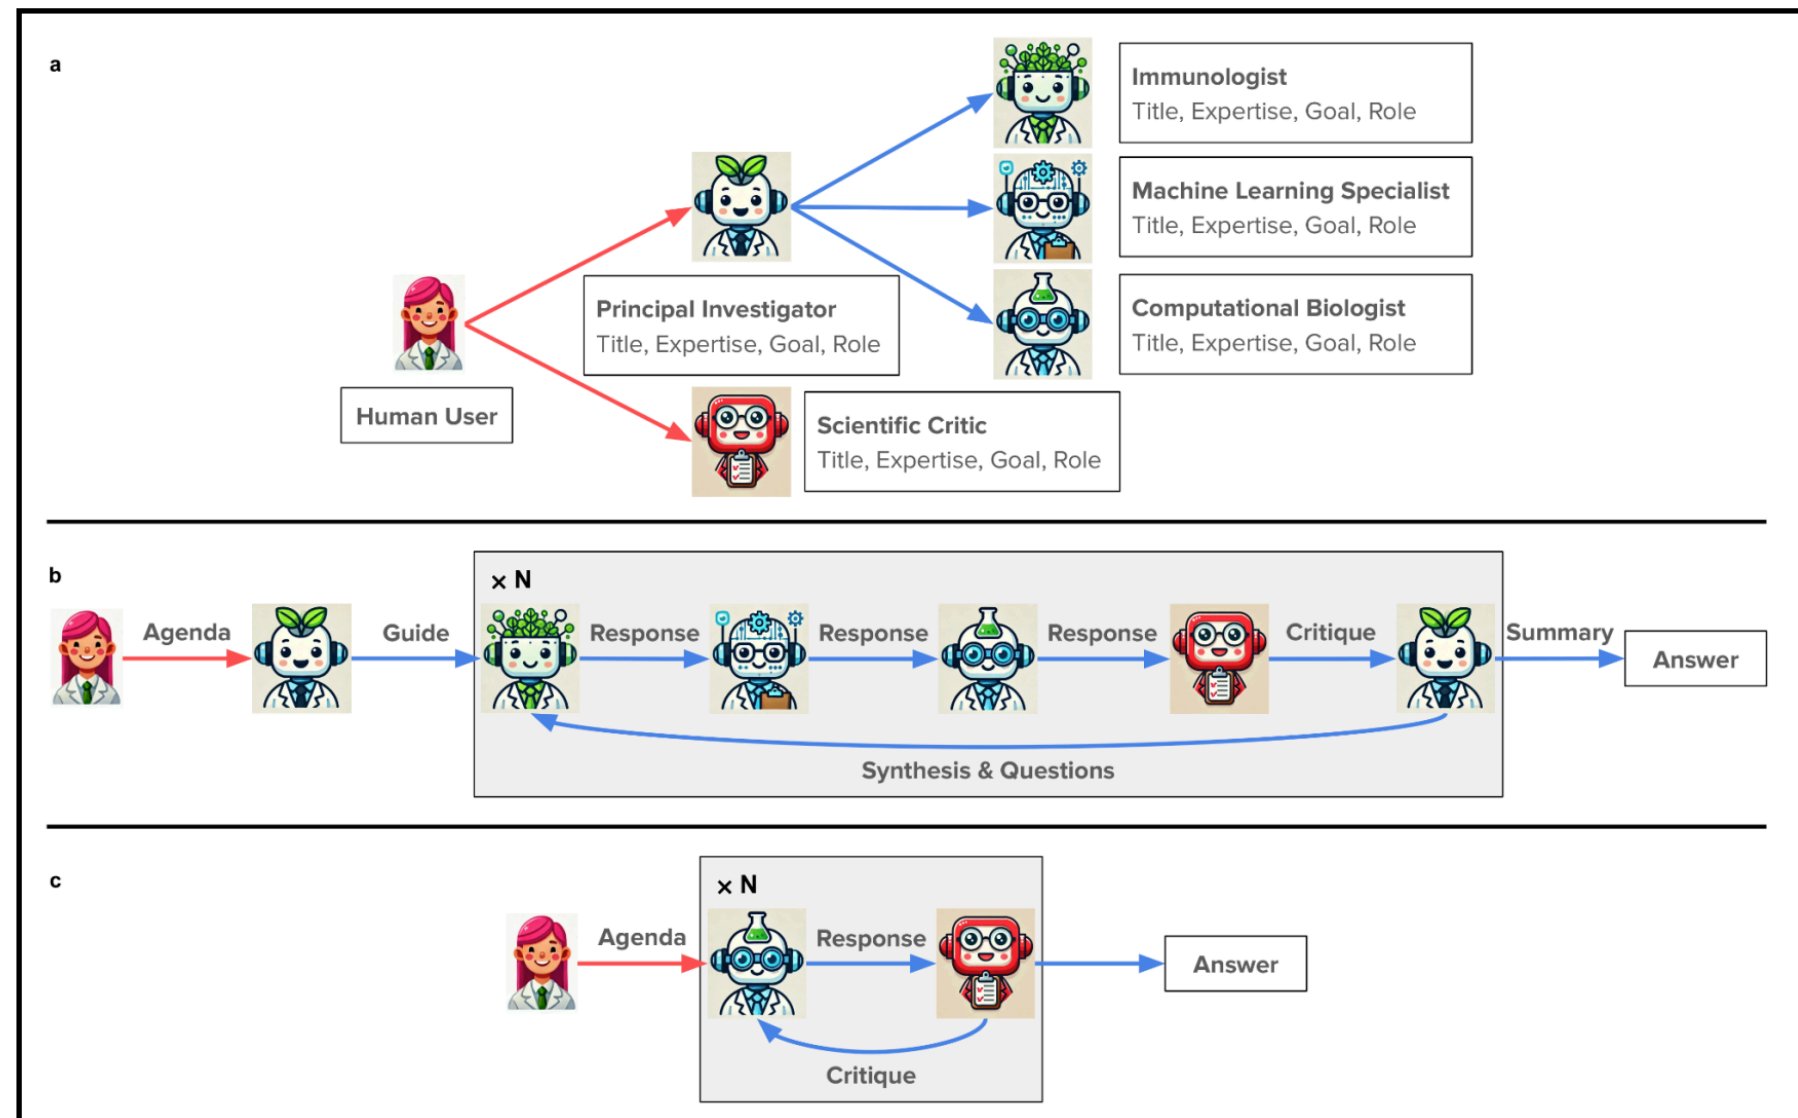 a
Immunologist
Title, Expertise, Goal, Role
Machine Learning Specialist
Title, Expertise, Goal, Role
Principal Investigator
Title, Expertise, Goal, Role
Computational Biologist
Title, Expertise, Goal, Role
Human User
Scientific Critic
Title, Expertise, Goal, Role
b
× N
Agenda
Guide
Response
Response
Response
Critique
Summary
Answer
Synthesis & Questions
c
× N
Agenda
Response
Answer
Critique